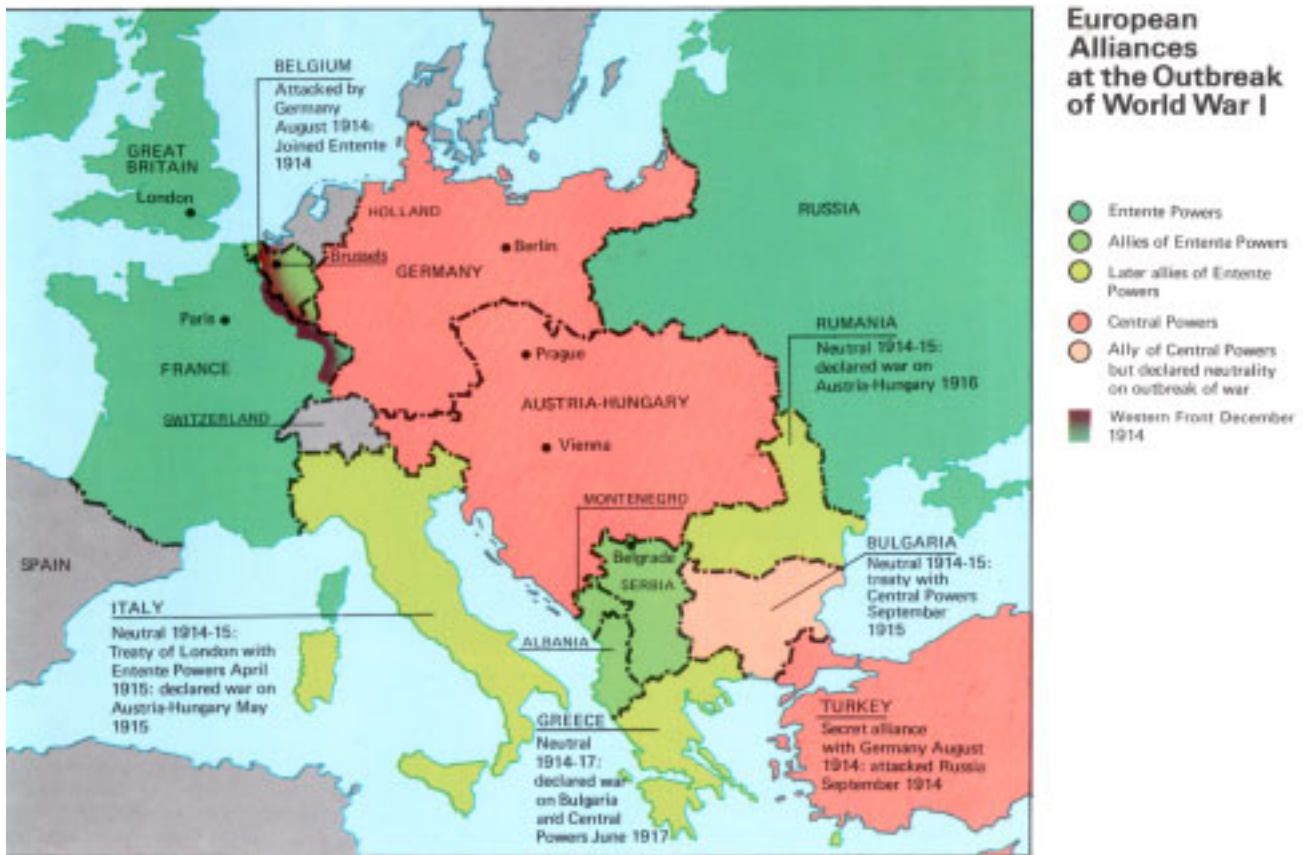 European
Alliances
at the Outbreak
of World War I
BELGIUM
Attacked by
Germany
August 1914:
Joined Entente
1914
GREAT
BRITAIN
London
HOLLAND
RUSSIA
Brussels
Berlin
GERMANY
Paris
FRANCE
Prague
RUMANIA
Neutral 1914-15:
declared war on
Austria-Hungary 1916
SWITZERLAND
AUSTRIA-HUNGARY
Vienna
MONTENEGRO
SPAIN
Belgrade
SERBIA
BULGARIA
Neutral 1914-15:
treaty with
Central Powers
September
1915
ITALY
Neutral 1914-15:
Treaty of London with
Entente Powers April
1915: declared war on
Austria-Hungary May
1915
ALBANIA
GREECE
Neutral
1914-17:
declared war
on Bulgaria
and Central
Powers June 1917
TURKEY
Secret alliance
with Germany August
1914: attacked Russia
September 1914
Entente Powers
Allies of Entente Powers
Later allies of Entente
Powers
Central Powers
Ally of Central Powers
but declared neutrality
on outbreak of war
Western Front December
1914